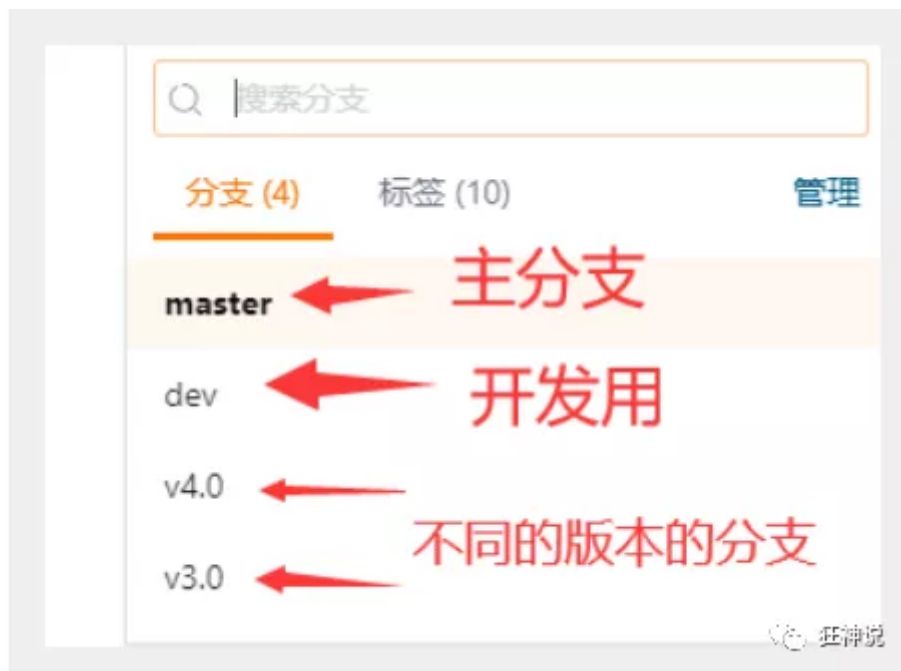 搜索分支
分支 (4) 标签 (10) 管理
master 主分支
dev 开发用
v4.0
不同的版本的分支
v3.0
狂神说